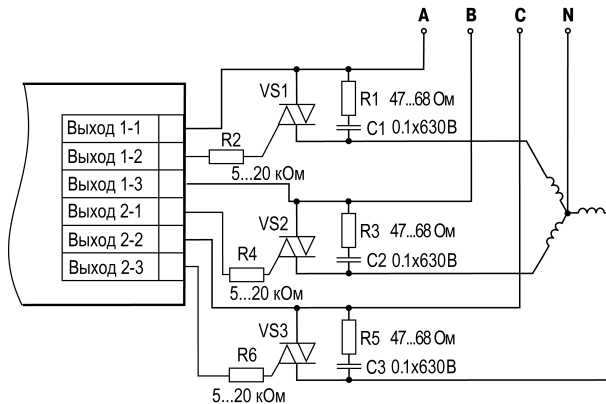 A B C N
VS1
R1 47...68 Ом
C1 0.1x630В
Выход 1-1
R2
Выход 1-2
5...20 кОм
Выход 1-3
VS2
Выход 2-1
R3 47...68 Ом
Выход 2-2
R4
C2 0.1x630В
Выход 2-3
5...20 кОм
VS3
R5 47...68 Ом
R6
C3 0.1x630В
5...20 кОм